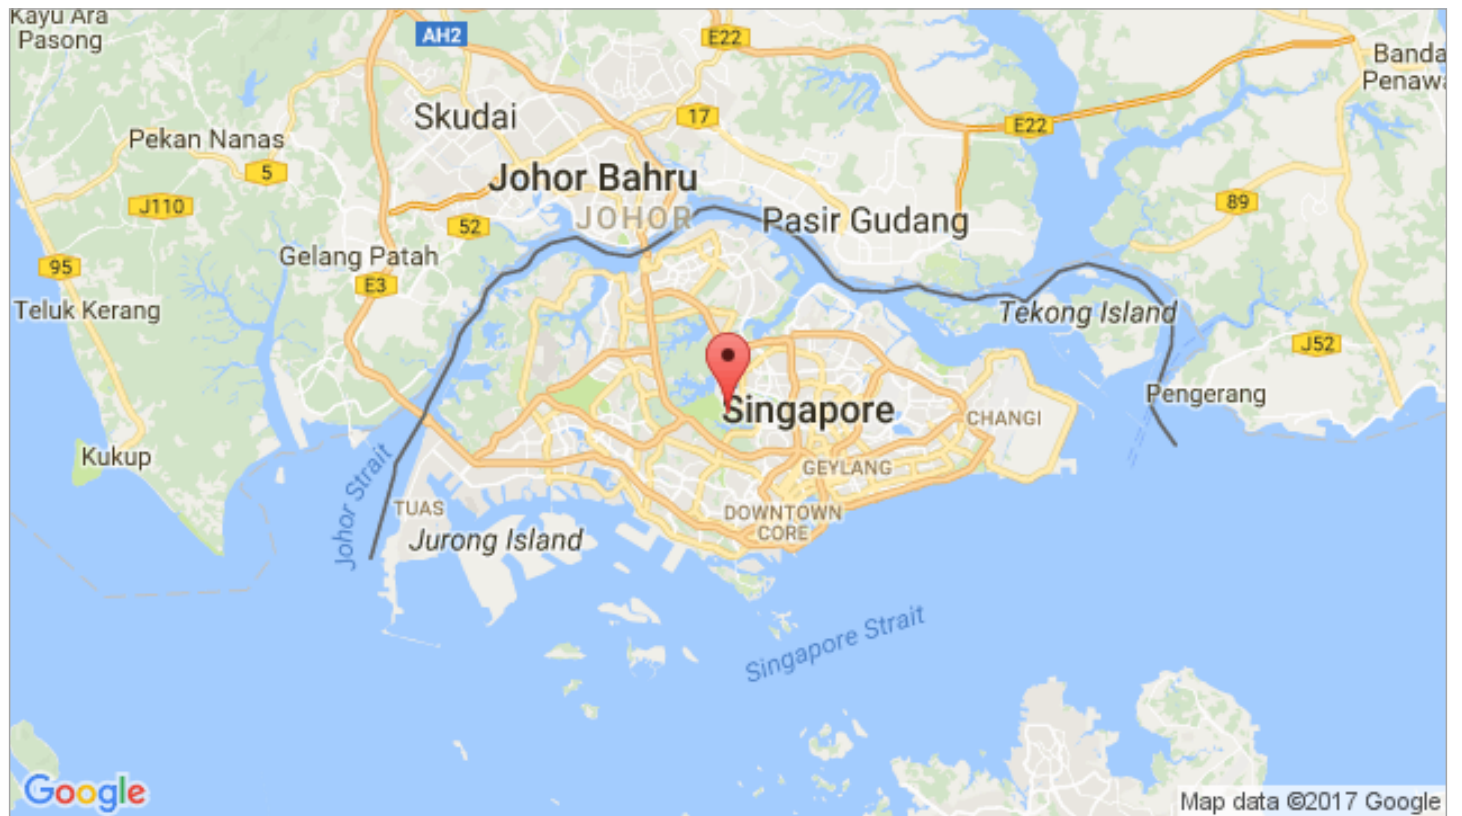 Kayu Ara
Pasong
AH2
E22
Banda
Penawa
Skudai
17
E22
Pekan Nanas
5
Johor Bahru
J110
JOHOR
Pasir Gudang
89
52
Gelang Patah
95
E3
Teluk Kerang
Tekong Island
J52
Pengerang
Singapore
CHANGI
Kukup
GEYLANG
Johor Strait
TUAS
DOWNTOWN
CORE
Jurong Island
Singapore Strait
Google
Map data ©2017 Google